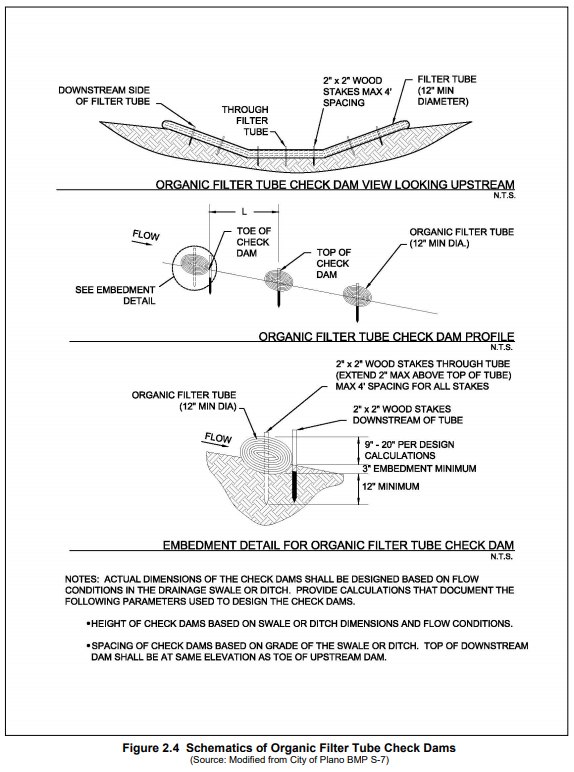 DOWNSTREAM SIDE
OF FILTER TUBE
THROUGH
FILTER
TUBE
2" x 2" WOOD
STAKES MAX 4'
SPACING
FILTER TUBE
(12" MIN
DIAMETER)
ORGANIC FILTER TUBE CHECK DAM VIEW LOOKING UPSTREAM
N.T.S.
L
FLOW
TOE OF
CHECK
DAM
TOP OF
CHECK
DAM
ORGANIC FILTER TUBE
(12" MIN DIA.)
SEE EMBEDMENT
DETAIL
ORGANIC FILTER TUBE CHECK DAM PROFILE
N.T.S.
2" x 2" WOOD STAKES THROUGH TUBE
(EXTEND 2" MAX ABOVE TOP OF TUBE)
MAX 4' SPACING FOR ALL STAKES
ORGANIC FILTER TUBE
(12" MIN DIA)
2" x 2" WOOD STAKES
DOWNSTREAM OF TUBE
FLOW
9" - 20" PER DESIGN
CALCULATIONS
3" EMBEDMENT MINIMUM
12" MINIMUM
EMBEDMENT DETAIL FOR ORGANIC FILTER TUBE CHECK DAM
N.T.S.
NOTES: ACTUAL DIMENSIONS OF THE CHECK DAMS SHALL BE DESIGNED BASED ON FLOW
CONDITIONS IN THE DRAINAGE SWALE OR DITCH. PROVIDE CALCULATIONS THAT DOCUMENT THE
FOLLOWING PARAMETERS USED TO DESIGN THE CHECK DAMS.
•HEIGHT OF CHECK DAMS BASED ON SWALE OR DITCH DIMENSIONS AND FLOW CONDITIONS.
•SPACING OF CHECK DAMS BASED ON GRADE OF THE SWALE OR DITCH. TOP OF DOWNSTREAM
DAM SHALL BE AT SAME ELEVATION AS TOE OF UPSTREAM DAM.
Figure 2.4 Schematics of Organic Filter Tube Check Dams
(Source: Modified from City of Plano BMP S-7)